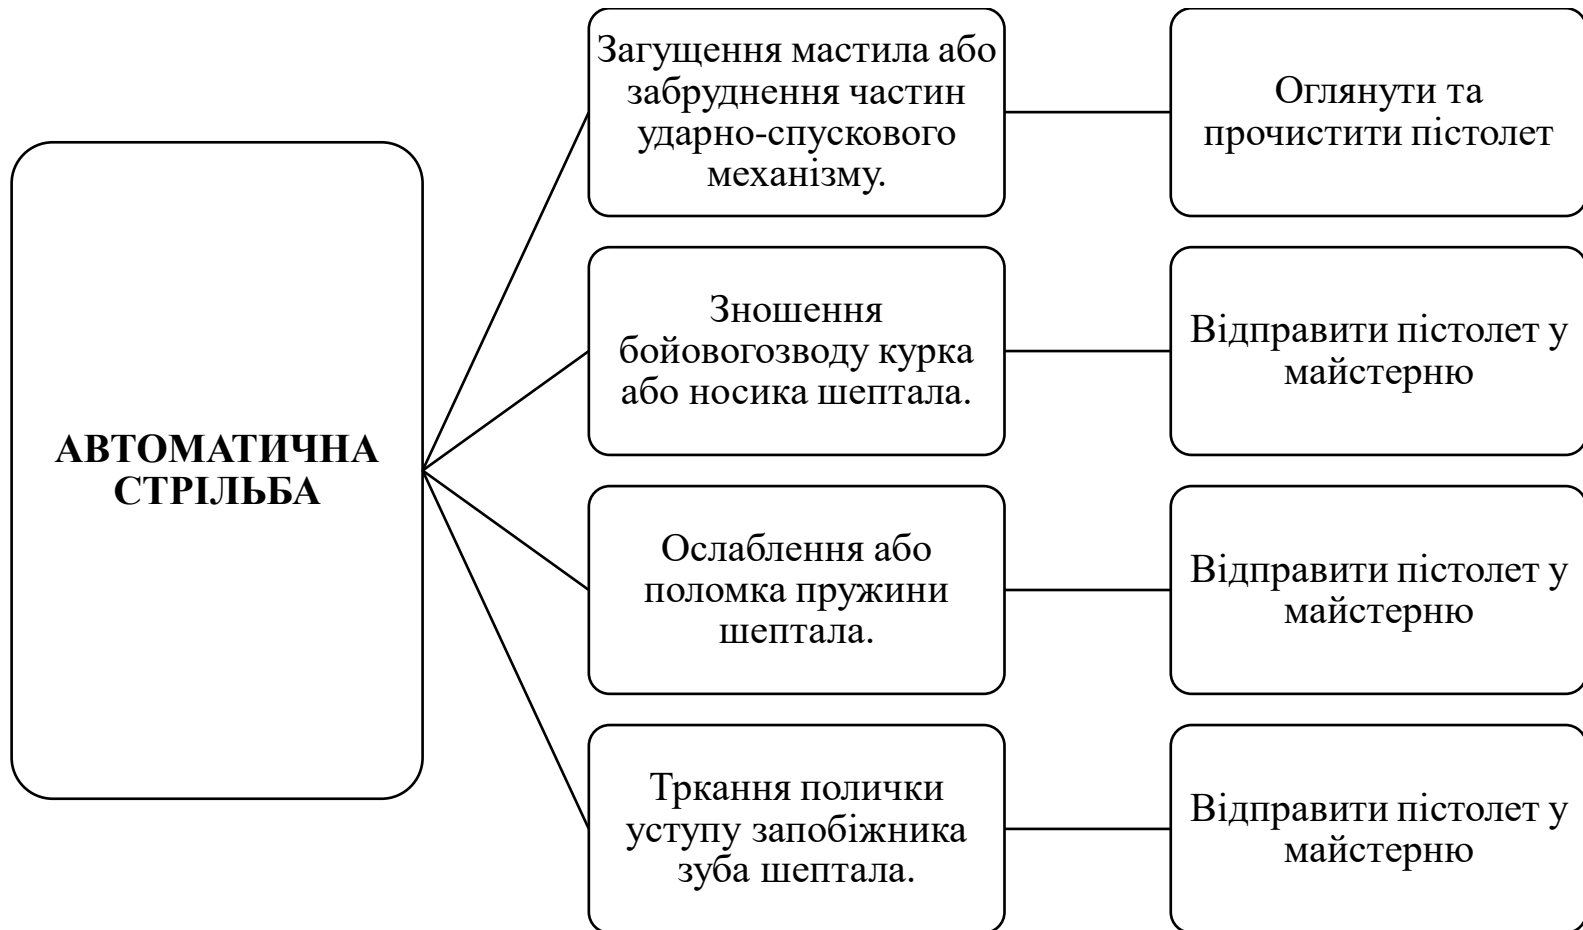 АВТОМАТИЧНА
СТРІЛЬБА
Загущення мастила або
забруднення частин
ударно-спускового
механізму.
Оглянути та
прочистити пістолет
Зношення
бойовогозводу курка
або носика шептала.
Відправити пістолет у
майстерню
Ослаблення або
поломка пружини
шептала.
Відправити пістолет у
майстерню
Тркання полички
уступу запобіжника
зуба шептала.
Відправити пістолет у
майстерню